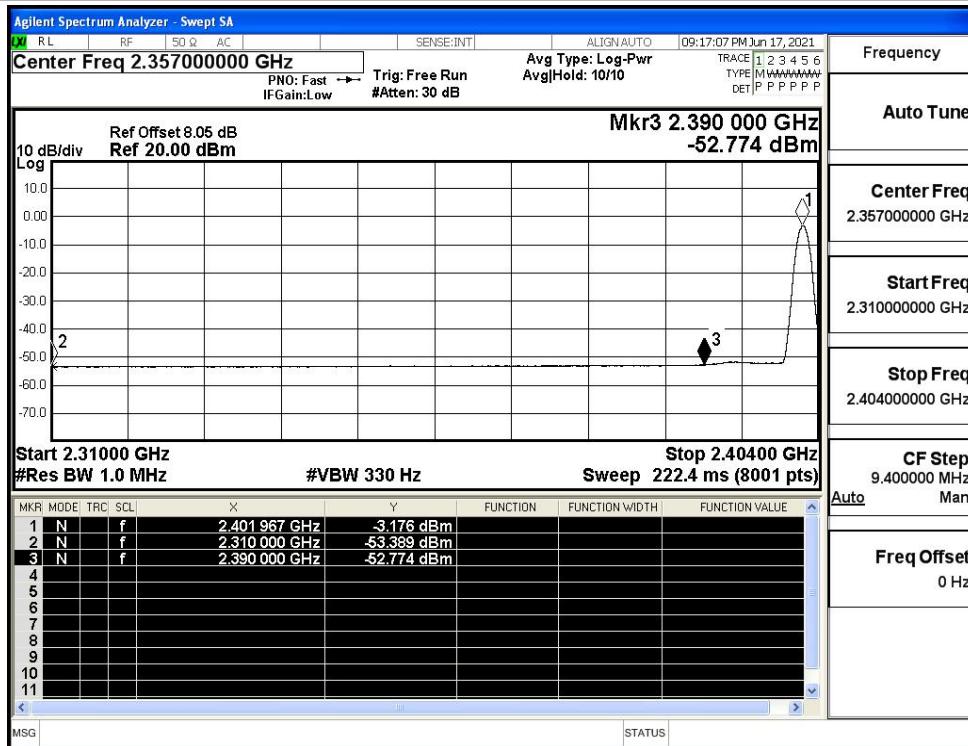 Agilent Spectrum Analyzer - Swept SA
LXI RL RF 50 Ω AC SENSE:INT ALIGN AUTO 09:17:07 PM Jun 17, 2021
Center Freq 2.357000000 GHz
PNO: Fast
IFGain:Low
Trig: Free Run
#Atten: 30 dB
Avg Type: Log-Pwr
Avg|Hold: 10/10
TRACE 1 2 3 4 5 6
TYPE M WWWWW
DET P P P P P P
Ref Offset 8.05 dB
10 dB/div Ref 20.00 dBm
Log
Mkr3 2.390 000 GHz
-52.774 dBm
10.0
0.00
-10.0
-20.0
-30.0
-40.0
-50.0
-60.0
-70.0
1
2
3
Start 2.31000 GHz Stop 2.40400 GHz
#Res BW 1.0 MHz #VBW 330 Hz Sweep 222.4 ms (8001 pts)
MKR MODE TRC SCL X Y FUNCTION FUNCTION WIDTH FUNCTION VALUE
1 N f 2.401 967 GHz -3.176 dBm
2 N f 2.310 000 GHz -53.389 dBm
3 N f 2.390 000 GHz -52.774 dBm
4
5
6
7
8
9
10
11
MSG STATUS
Frequency
Auto Tune
Center Freq
2.357000000 GHz
Start Freq
2.310000000 GHz
Stop Freq
2.404000000 GHz
CF Step
9.400000 MHz
Auto Man
Freq Offset
0 Hz